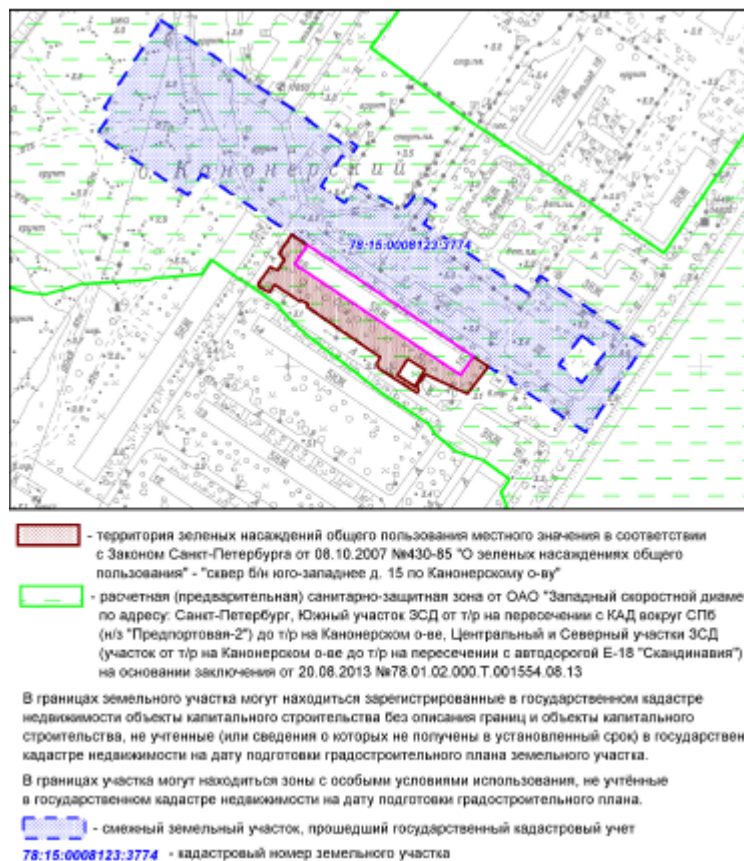 о. Канонерский
78:15:0008123:3774
- территория зеленых насаждений общего пользования местного значения в соответствии
с Законом Санкт-Петербурга от 08.10.2007 №430-85 "О зеленых насаждениях общего
пользования" - "сквер б/н юго-западнее д. 15 по Канонерскому о-ву"
- расчетная (предварительная) санитарно-защитная зона от ОАО "Западный скоростной диаме
по адресу: Санкт-Петербург, Южный участок ЗСД от т/р на пересечении с КАД вокруг СПб
(н/з "Предпортовая-2") до т/р на Канонерском о-ве, Центральный и Северный участки ЗСД
(участок от т/р на Канонерском о-ве до т/р на пересечении с автодорогой Е-18 "Скандинавия")
на основании заключения от 20.08.2013 №78.01.02.000.Т.001554.08.13
В границах земельного участка могут находиться зарегистрированные в государственном кадастре
недвижимости объекты капитального строительства без описания границ и объекты капитального
строительства, не учтенные (или сведения о которых не получены в установленный срок) в государствен
кадастре недвижимости на дату подготовки градостроительного плана земельного участка.
В границах участка могут находиться зоны с особыми условиями использования, не учтённые
в государственном кадастре недвижимости на дату подготовки градостроительного плана.
- смежный земельный участок, прошедший государственный кадастровый учет
78:15:0008123:3774 - кадастровый номер земельного участка